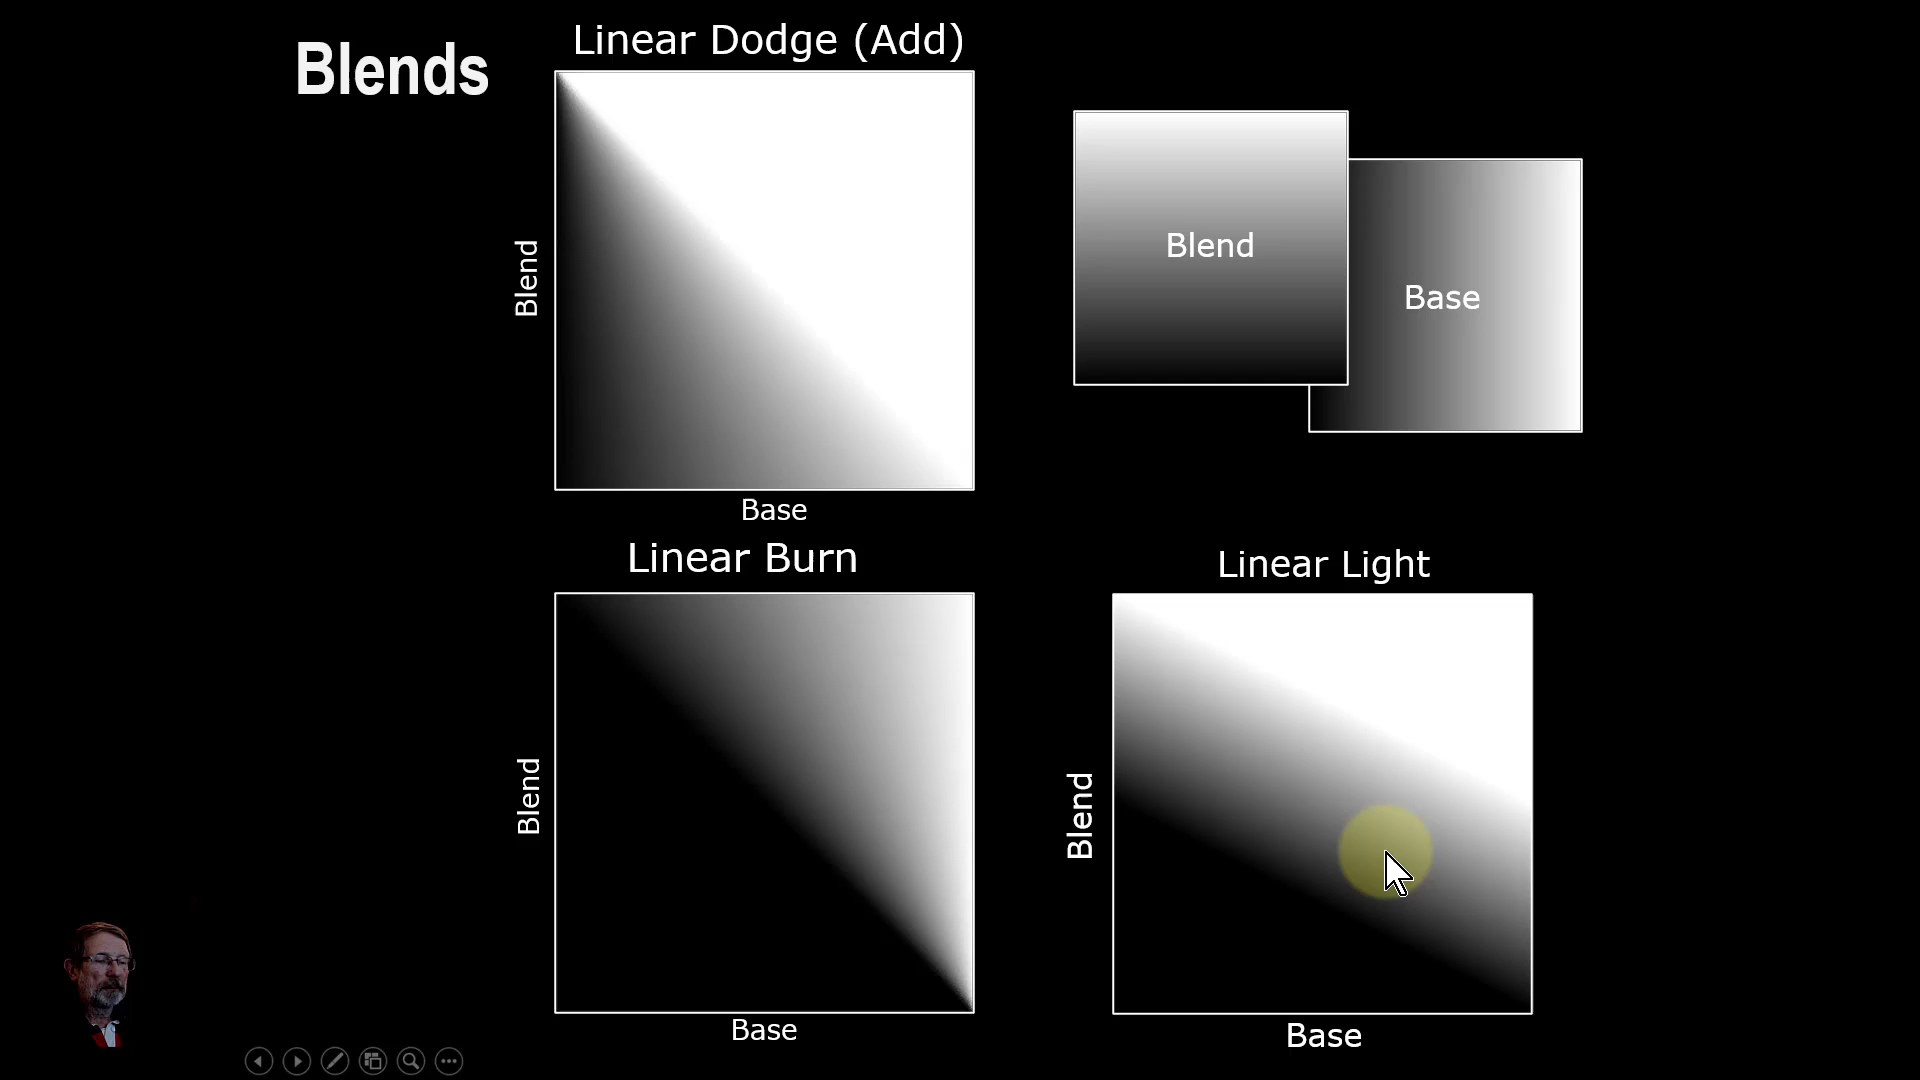 Blends
Linear Dodge (Add)
Blend
Base
Blend
Base
Linear Burn
Blend
Base
Linear Light
Blend
Base